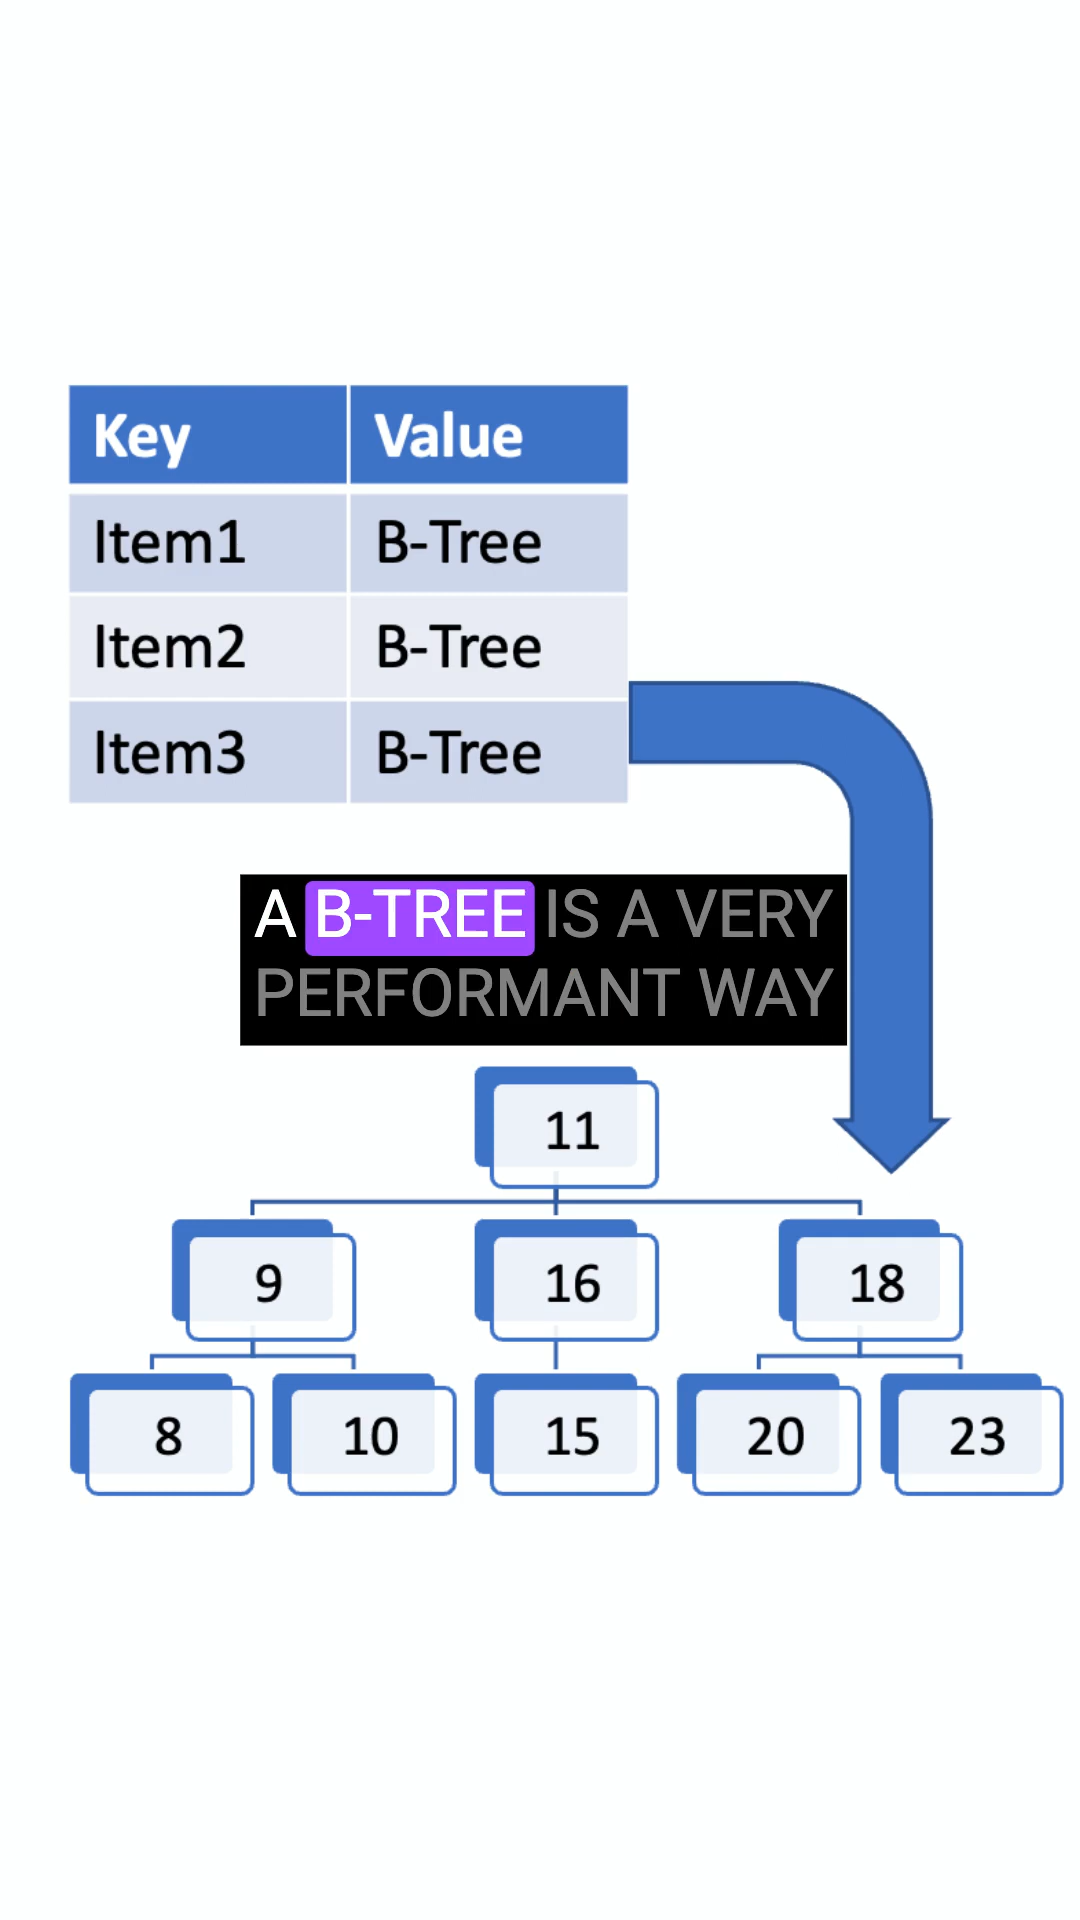 Key Value
Item1 B-Tree
Item2 B-Tree
Item3 B-Tree
A B-TREE IS A VERY
PERFORMANT WAY
11
9 16 18
8 10 15 20 23